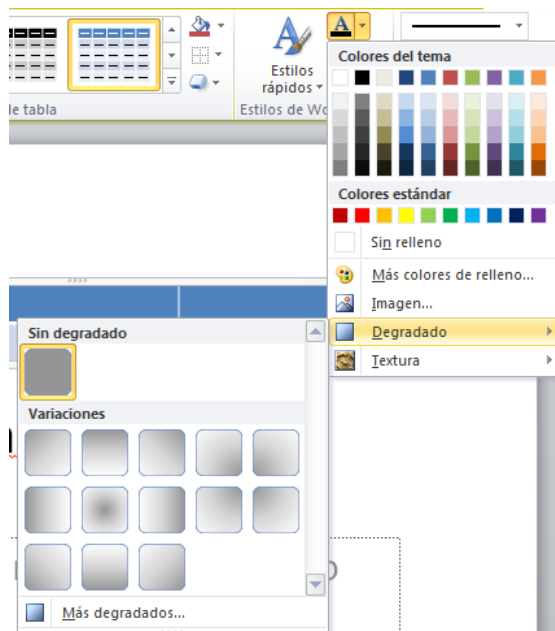 A
Estilos
rápidos
le tabla
Estilos de Wo
Colores del tema
Colores estándar
Sin relleno
Más colores de relleno...
Imagen...
Degradado
Textura
Sin degradado
Variaciones
Más degradados...